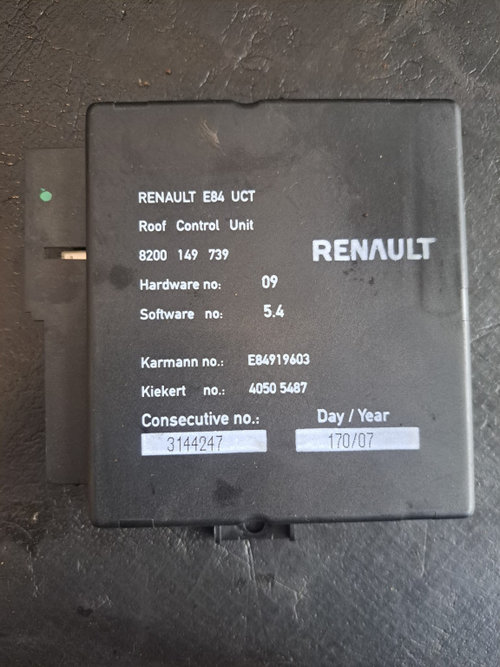 RENAULT E84 UCT
Roof Control Unit
8200 149 739
RENAULT
Hardware no: 09
Software no: 5.4
Karmann no.: E84919603
Kiekert no.: 4050 5487
Consecutive no.: Day / Year
3144247 170/07